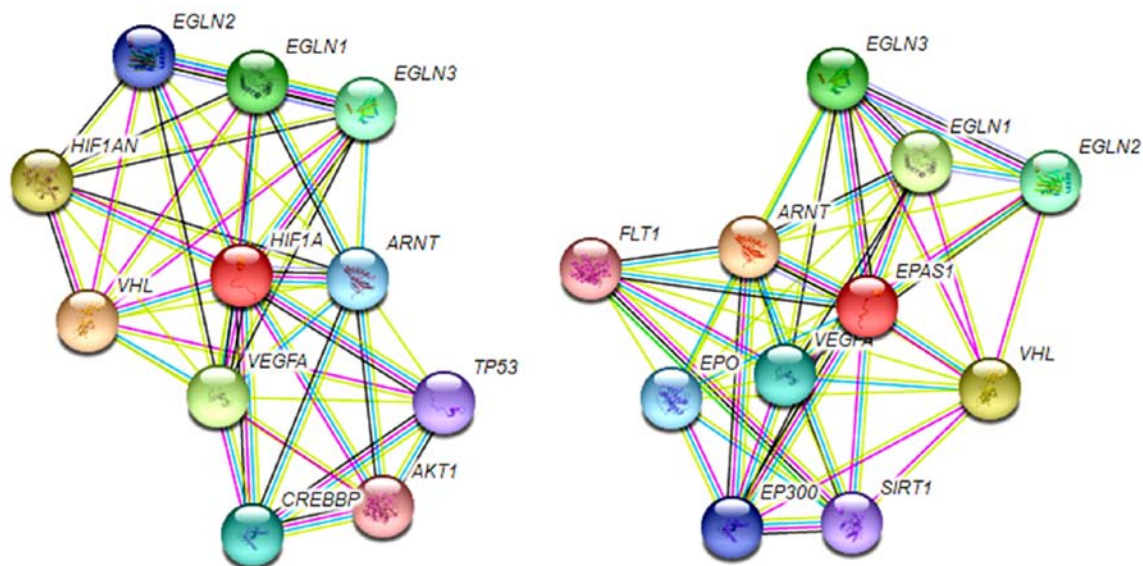 EGLN2
EGLN1
EGLN3
HIF1AN
HIF1A
ARNT
VHL
VEGFA
TP53
AKT1
CREBBP
EGLN3
EGLN1
EGLN2
ARNT
FLT1
EPAS1
VEGFA
EPO
VHL
EP300
SIRT1